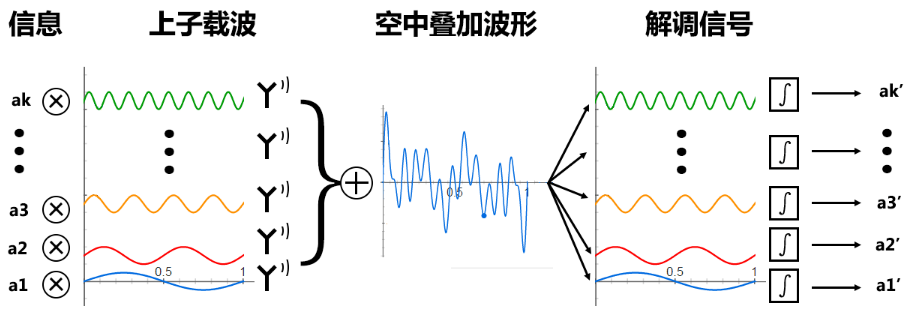 信息 上子载波 空中叠加波形 解调信号
ak ∫ ak′
∫
a3 0.5 1 ∫ a3′
a2 ∫ a2′
0.5 1 0.5 1
a1 ∫ a1′